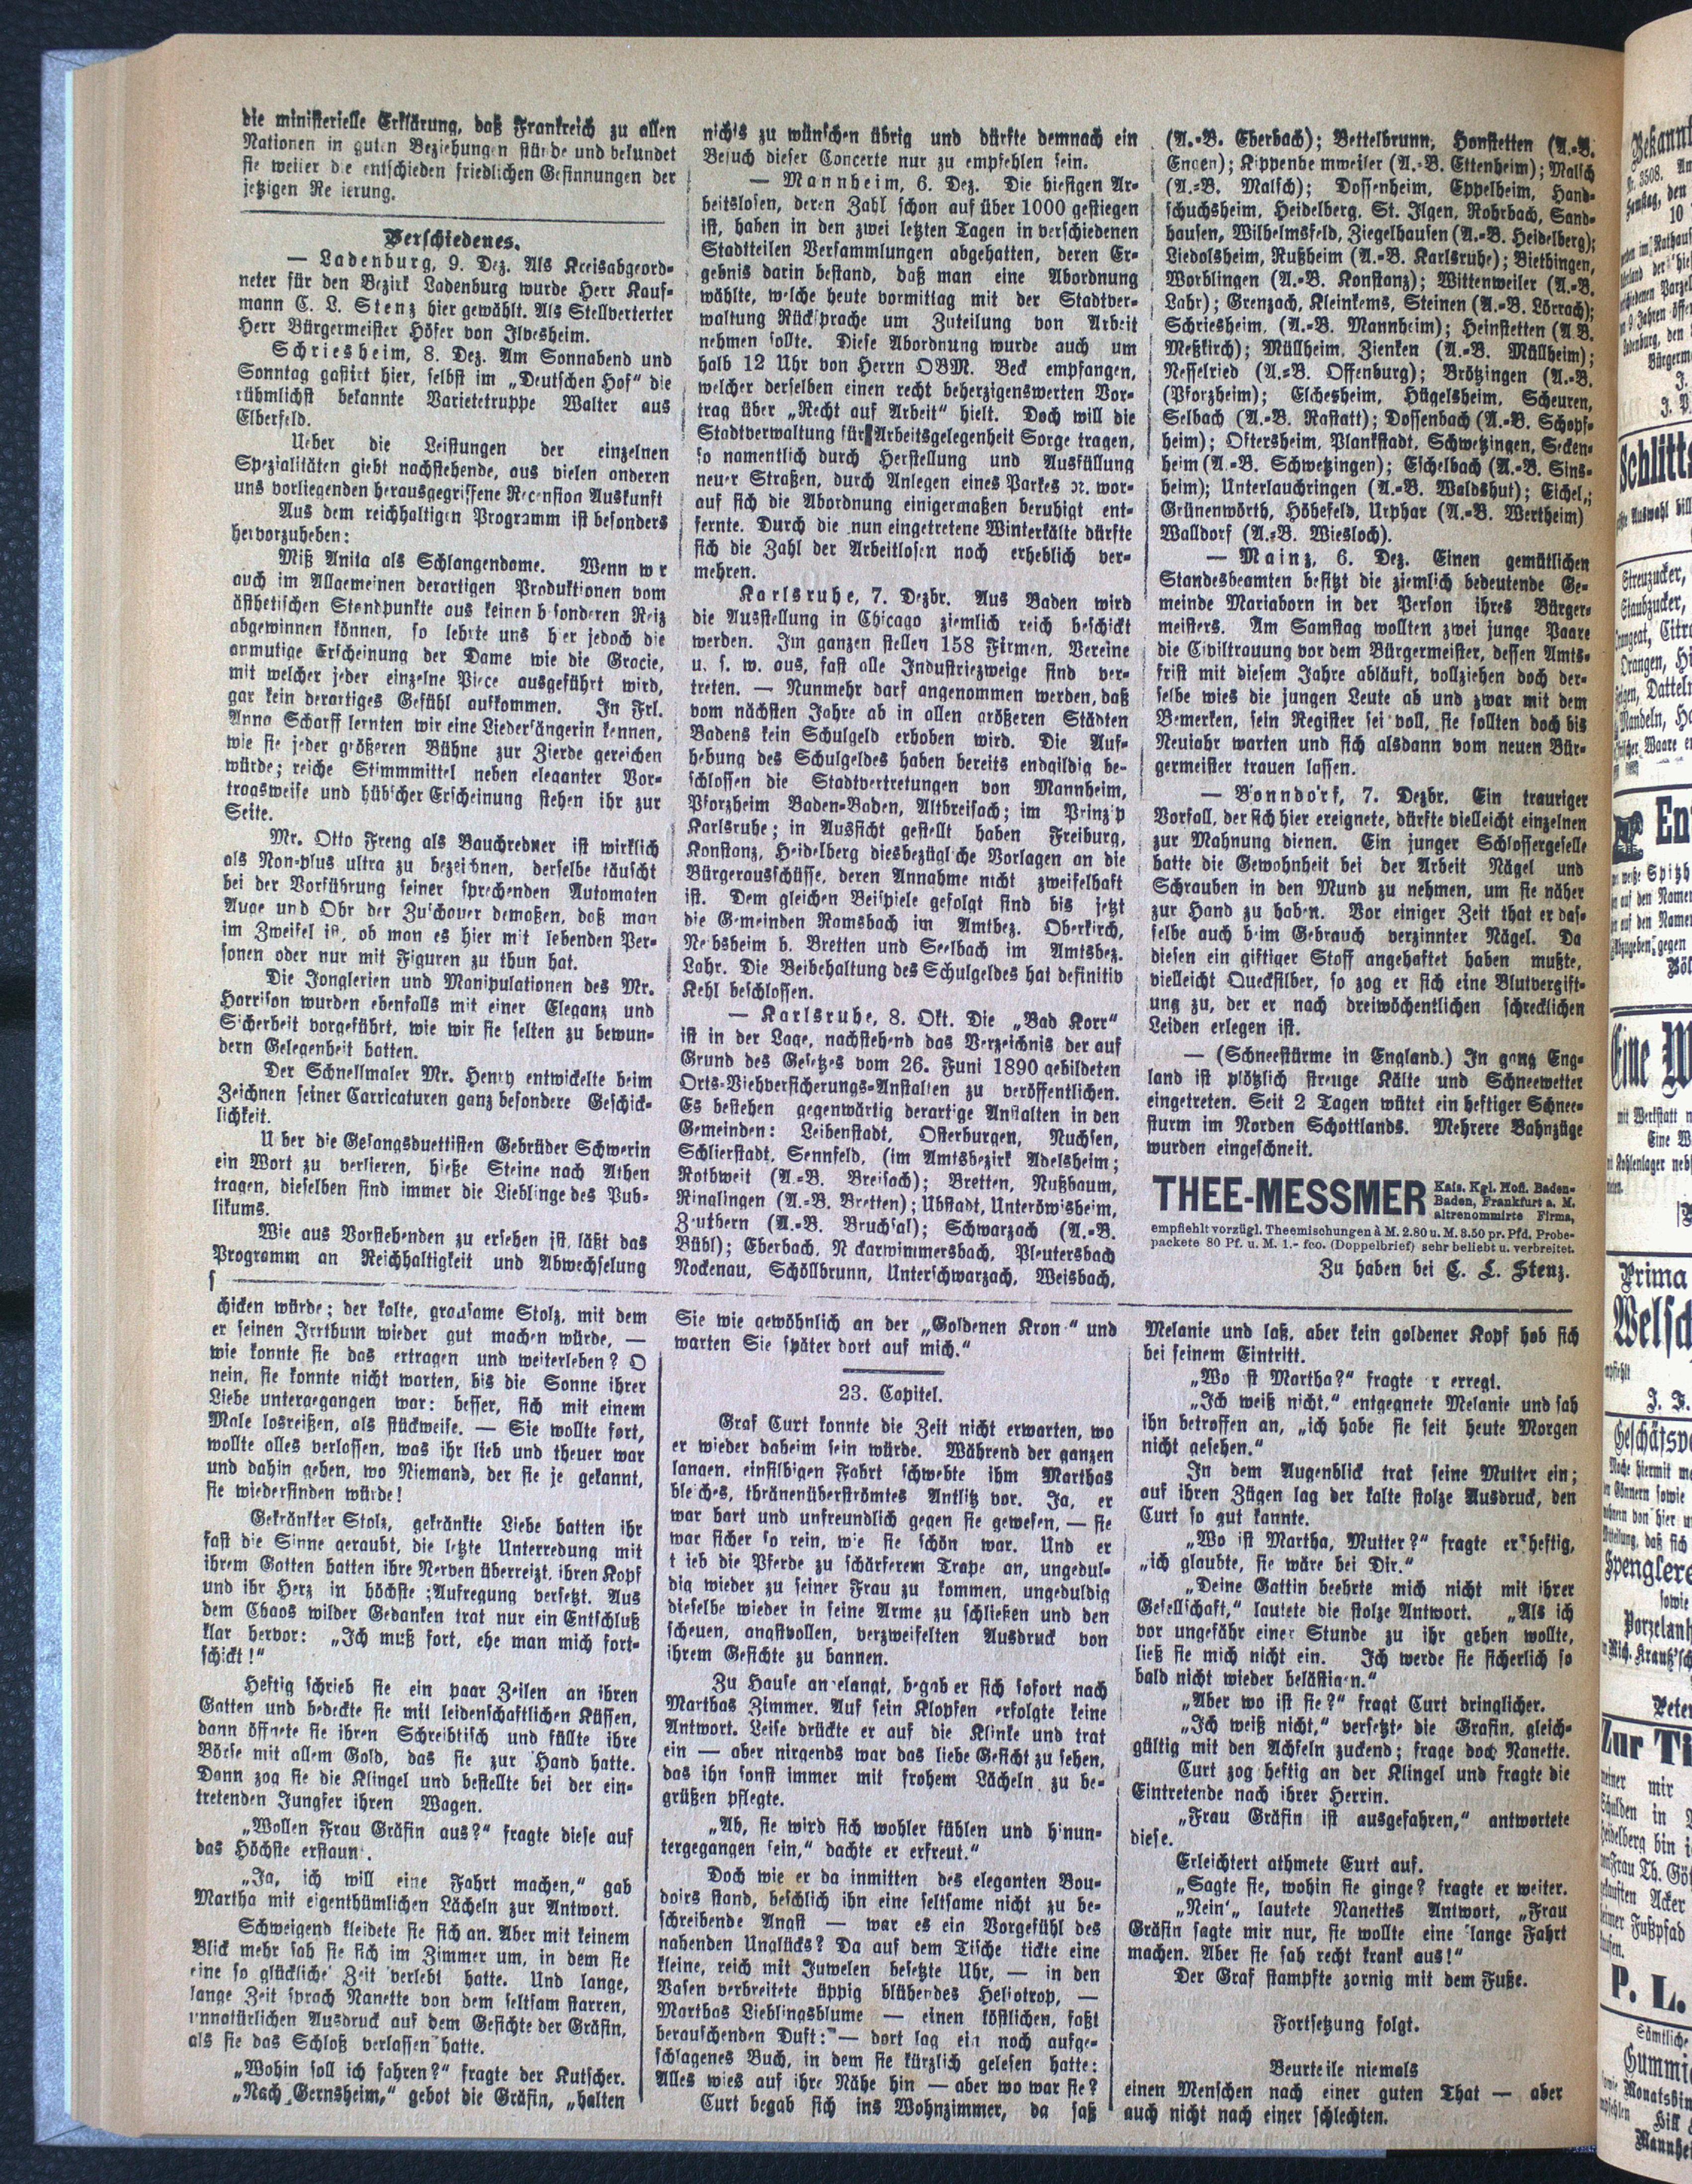 die ministerielle Erklärung, daß Frankreich zu allen
Nationen in guten Beziehungen stünde und bekundet
sie weiter die entschieden friedlichen Gesinnungen der
jetzigen Re ierung.
Verschiedenes.
— Ladenburg, 9. Dez. Als Kreisabgeord-
neter für den Bezirk Ladenburg wurde Herr Kauf-
mann C. L. Stenz hier gewählt. Als Stellverterter
Herr Bürgermeister Höfer von Ilvesheim.
Schriesheim, 8. Dez. Am Sonnabend und
Sonntag gastirt hier, selbst im „Deutschen Hof“ die
rühmlichst bekannte Varietetruppe Walter aus
Elberfeld.
Ueber die Leistungen der einzelnen
Spezialitäten giebt nachstehende, aus vielen anderen
uns vorliegenden herausgegriffene Recension Auskunft
Aus dem reichhaltigen Programm ist besonders
hervorzuheben:
Miß Anita als Schlangendame. Wenn w r
auch im Allgemeinen derartigen Produktionen vom
ästhetischen Standpunkte aus keinen b sonderen Reiz
abgewinnen können, so lehrte uns hier jedoch die
anmutige Erscheinung der Dame wie die Gracie,
mit welcher jeder einzelne Piece ausgeführt wird,
gar kein derartiges Gefühl aufkommen. In Frl.
Anna Scharff lernten wir eine Liedersängerin kennen,
wie sie jeder größeren Bühne zur Zierde gereichen
würde; reiche Stimmmittel neben eleganter Vor-
tragsweise und hübscher Erscheinung stehen ihr zur
Seite.
Mr. Otto Freng als Bauchredner ist wirklich
als Non-plus ultra zu bezeichnen, derselbe täuscht
bei der Vorführung seiner sprechenden Automaten
Auge und Ohr der Zuschauer demaßen, daß man
im Zweifel ist, ob man es hier mit lebenden Per-
sonen oder nur mit Figuren zu thun hat.
Die Jonglerien und Manipulationen des Mr.
Harrison wurden ebenfalls mit einer Eleganz und
Sicherheit vorgeführt, wie wir sie selten zu bewun-
dern Gelegenheit hatten.
Der Schnellmaler Mr. Henry entwickelte beim
Zeichnen seiner Carricaturen ganz besondere Geschick-
lichkeit.
U ber die Gesangsduettisten Gebrüder Schwerin
ein Wort zu verlieren, hieße Steine nach Athen
tragen, dieselben sind immer die Lieblinge des Pub-
likums.
Wie aus Vorstehenden zu ersehen ist, läßt das
Programm an Reichhaltigkeit und Abwechselung
nichts zu wünschen übrig und dürfte demnach ein
Besuch dieser Concerte nur zu empfehlen sein.
— Mannheim, 6. Dez. Die hiesigen Ar-
beitslosen, deren Zahl schon auf über 1000 gestiegen
ist, haben in den zwei letzten Tagen in verschiedenen
Stadtteilen Versammlungen abgehatten, deren Er-
gebnis darin bestand, daß man eine Abordnung
wählte, welche heute vormittag mit der Stadtver-
waltung Rücksprache um Zuteilung von Arbeit
nehmen sollte. Diese Abordnung wurde auch um
halb 12 Uhr von Herrn OBM. Beck empfangen,
welcher derselben einen recht beherzigenswerten Vor-
trag über „Recht auf Arbeit“ hielt. Doch will die
Stadtverwaltung für Arbeitsgelegenheit Sorge tragen,
so namentlich durch Herstellung und Ausfüllung
neuer Straßen, durch Anlegen eines Parkes ꝛc. wor-
auf sich die Abordnung einigermaßen beruhigt ent-
fernte. Durch die nun eingetretene Winterkälte dürfte
sich die Zahl der Arbeitlosen noch erheblich ver-
mehren.
Karlsruhe, 7. Dezbr. Aus Baden wird
die Ausstellung in Chicago ziemlich reich beschickt
werden. Im ganzen stellen 158 Firmen, Vereine
u. s. w. aus, fast alle Industriezweige sind ver-
treten. — Nunmehr darf angenommen werden, daß
vom nächsten Jahre ab in allen größeren Städten
Badens kein Schulgeld erhoben wird. Die Auf-
hebung des Schulgeldes haben bereits endgildig be-
schlossen die Stadtvertretungen von Mannheim,
Pforzheim Baden-Baden, Altbreisach; im Prinzip
Karlsruhe; in Aussicht gestellt haben Freiburg,
Konstanz, Heidelberg diesbezügliche Vorlagen an die
Bürgerausschüsse, deren Annahme nicht zweifelhaft
ist. Dem gleichen Beispiele gefolgt sind bis jetzt
die Gemeinden Ramsbach im Amtbez. Oberkirch,
Neibsheim b. Bretten und Seelbach im Amtsbez.
Lahr. Die Beibehaltung des Schulgeldes hat definitiv
Kehl beschlossen.
— Karlsruhe, 8. Okt. Die „Bad Korr“
ist in der Lage, nachstehend das Verzeichnis der auf
Grund des Gesetzes vom 26. Juni 1890 gebildeten
Orts-Viehversicherungs-Anstalten zu veröffentlichen.
Es bestehen gegenwärtig derartige Anstalten in den
Gemeinden: Leibenstadt, Osterburgen, Nuchsen,
Schlierstadt, Sennfeld, (im Amtsbezirk Adelsheim;
Rothweit (A.-B. Breisach); Bretten, Nußbaum,
Rinalingen (A.-B. Bretten); Ubstadt, Unteröwisheim,
Zeuthern (A.-B. Bruchsal); Schwarzach (A.-B.
Bühl); Eberbach, N ckarwimmersbach, Pleutersbach
Nockenau, Schöllbrunn, Unterschwarzach, Weisbach,
(A.-B. Eberbach); Bettelbrunn, Honstetten (A.-B.
Engen); Kippenhe mweiler (A.-B. Ettenheim); Malsch
(A.-B. Malsch); Dossenheim, Eppelheim, Hand-
schuchsheim, Heidelberg, St. Ilgen, Rohrbach, Sand-
hausen, Wilhelmsfeld, Ziegelhausen (A.-B. Heidelberg);
Liedolsheim, Rußheim (A.-B. Karlsruhe); Biethingen,
Worblingen (A.-B. Konstanz); Wittenweiler (A.-B.
Lahr); Grenzach, Kleinkems, Steinen (A.-B. Lörrach);
Schriesheim, (A.-B. Mannheim); Heinstetten (A.B.
Meßkirch); Müllheim, Zienken (A.-B. Müllheim);
Nesselried (A.-B. Offenburg); Brötzingen (A.-B.
(Pforzheim); Elchesheim, Hügelsheim, Scheuren,
Selbach (A.-B. Rastatt); Dossenbach (A.-B. Schopf-
heim); Oftersheim, Plankstadt, Schwetzingen, Secken-
heim (A.-B. Schwetzingen); Eschelbach (A.-B. Sins-
heim); Unterlauchringen (A.-B. Waldshut); Eichel,
Grünenwörth, Höhefeld, Urphar (A.-B. Wertheim)
Walldorf (A.-B. Wiesloch).
— Mainz, 6. Dez. Einen gemütlichen
Standesbeamten besitzt die ziemlich bedeutende Ge-
meinde Mariaborn in der Person ihres Bürger-
meisters. Am Samstag wollten zwei junge Paare
die Civiltrauung vor dem Bürgermeister, dessen Amts-
frist mit diesem Jahre abläuft, vollziehen doch der-
selbe wies die jungen Leute ab und zwar mit dem
Bemerken, sein Register sei voll, sie sollten doch bis
Neujahr warten und sich alsdann vom neuen Bür-
germeister trauen lassen.
— Bonndorf, 7. Dezbr. Ein trauriger
Vorfall, der sich hier ereignete, dürfte vielleicht einzelnen
zur Mahnung dienen. Ein junger Schlossergeselle
hatte die Gewohnheit bei der Arbeit Nägel und
Schrauben in den Mund zu nehmen, um sie näher
zur Hand zu haben. Vor einiger Zeit that er das-
selbe auch beim Gebrauch verzinnter Nägel. Da
diesen ein giftiger Stoff angehaftet haben mußte,
vielleicht Quecksilber, so zog er sich eine Blutvergift-
ung zu, der er nach dreiwöchentlichen schrecklichen
Leiden erlegen ist.
— (Schneestürme in England.) In ganz Eng-
land ist plötzlich strenge Kälte und Schneewetter
eingetreten. Seit 2 Tagen wütet ein heftiger Schnee-
sturm im Norden Schottlands. Mehrere Bahnzüge
wurden eingeschneit.
THEE-MESSMER
Kais. Kgl. Hofl. Baden-
Baden, Frankfurt a. M.
altrenommirte Firma,
empfiehlt vorzügl. Theemischungen à M. 2.80 u. M. 3.50 pr. Pfd. Probe-
packete 80 Pf. u. M. 1.- fco. (Doppelbrief) sehr beliebt u. verbreitet.
Zu haben bei C. L. Stenz.
s
chicken würde; der kalte, grausame Stolz, mit dem
er seinen Irrthum wieder gut machen würde, —
wie konnte sie das ertragen und weiterleben? O
nein, sie konnte nicht warten, bis die Sonne ihrer
Liebe untergegangen war: besser, sich mit einem
Male losreißen, als stückweise. — Sie wollte fort,
wollte alles verlassen, was ihr lieb und theuer war
und dahin gehen, wo Niemand, der sie je gekannt,
sie wiederfinden würde!
Gekränkter Stolz, gekränkte Liebe hatten ihr
fast die Sinne geraubt, die letzte Unterredung mit
ihrem Gatten hatten ihre Nerven überreizt, ihren Kopf
und ihr Herz in höchste Aufregung versetzt. Aus
dem Chaos wilder Gedanken trat nur ein Entschluß
klar hervor: „Ich muß fort, ehe man mich fort-
schickt!“
Heftig schrieb sie ein paar Zeilen an ihren
Gatten und bedeckte sie mit leidenschaftlichen Küssen,
dann öffnete sie ihren Schreibtisch und füllte ihre
Börse mit allem Gold, das sie zur Hand hatte.
Dann zog sie die Klingel und bestellte bei der ein-
tretenden Jungfer ihren Wagen.
„Wollen Frau Gräfin aus?“ fragte diese auf
das Höchste erstaun .
„Ja, ich will eine Fahrt machen,“ gab
Martha mit eigenthümlichen Lächeln zur Antwort.
Schweigend kleidete sie sich an. Aber mit keinem
Blick mehr sah sie sich im Zimmer um, in dem sie
eine so glückliche Zeit verlebt hatte. Und lange,
lange Zeit sprach Nanette von dem seltsam starren,
unnatürlichen Ausdruck auf dem Gesichte der Gräfin,
als sie das Schloß verlassen hatte.
„Wohin soll ich fahren?“ fragte der Kutscher.
„Nach Gernsheim,“ gebot die Gräfin, „halten
Sie wie gewöhnlich an der „Goldenen Kron “ und
warten Sie später dort auf mich.“
23. Capitel.
Graf Curt konnte die Zeit nicht erwarten, wo
er wieder daheim sein würde. Während der ganzen
langen, einsilbigen Fahrt schwebte ihm Marthas
bleiches, thränenüberströmtes Antlitz vor. Ja, er
war hart und unfreundlich gegen sie gewesen, — sie
war sicher so rein, wie sie schön war. Und er
t ieb die Pferde zu schärferem Trape an, ungedul-
dig wieder zu seiner Frau zu kommen, ungeduldig
dieselbe wieder in seine Arme zu schließen und den
scheuen, angstvollen, verzweifelten Ausdruck von
ihrem Gesichte zu bannen.
Zu Hause angelangt, begab er sich sofort nach
Marthas Zimmer. Auf sein Klopfen erfolgte keine
Antwort. Leise drückte er auf die Klinke und trat
ein — aber nirgends war das liebe Gesicht zu sehen,
das ihn sonst immer mit frohem Lächeln zu be-
grüßen pflegte.
„Ah, sie wird sich wohler fühlen und hinun-
tergegangen sein,“ dachte er erfreut.“
Doch wie er da inmitten des eleganten Bou-
doirs stand, beschlich ihn eine seltsame nicht zu be-
schreibende Angst — war es ein Vorgefühl des
nahenden Unglücks? Da auf dem Tische tickte eine
kleine, reich mit Juwelen besetzte Uhr, — in den
Vasen verbreitete üppig blühendes Heliotrop, —
Marthas Lieblingsblume — einen köstlichen, faßt
berauschenden Duft: — dort lag ein noch aufge-
schlagenes Buch, in dem sie kürzlich gelesen hatte:
Alles wies auf ihre Nähe hin — aber wo war sie?
Curt begab sich ins Wohnzimmer, da saß
Melanie und laß, aber kein goldener Kopf hob sich
bei seinem Eintritt.
„Wo st Martha?“ fragte r erregt.
„Ich weiß nicht,“ entgegnete Melanie und sah
ihn betroffen an, „ich habe sie seit heute Morgen
nicht gesehen.“
In dem Augenblick trat seine Mutter ein;
auf ihren Zügen lag der kalte stolze Ausdruck, den
Curt so gut kannte.
„Wo ist Martha, Mutter?“ fragte er heftig,
„ich glaubte, sie wäre bei Dir.“
„Deine Gattin beehrte mich nicht mit ihrer
Gesellschaft,“ lautete die stolze Antwort. „Als ich
vor ungefähr einer Stunde zu ihr gehen wollte,
ließ sie mich nicht ein. Ich werde sie sicherlich so
bald nicht wieder belästigen.“
„Aber wo ist sie?“ fragt Curt dringlicher.
„Ich weiß nicht,“ versetzte die Grafin, gleich-
gültig mit den Achseln zuckend; frage doch Nanette.
Curt zog heftig an der Klingel und fragte die
Eintretende nach ihrer Herrin.
„Frau Gräfin ist ausgefahren,“ antwortete
diese.
Erleichtert athmete Curt auf.
„Sagte sie, wohin sie ginge? fragte er weiter.
„Nein„ lautete Nanettes Antwort, „Frau
Gräfin sagte mir nur, sie wollte eine lange Fahrt
machen. Aber sie sah recht krank aus!“
Der Graf stampfte zornig mit dem Fuße.
Fortsetzung folgt.
Beurteile niemals
einen Menschen nach einer guten That — aber
auch nicht nach einer schlechten.